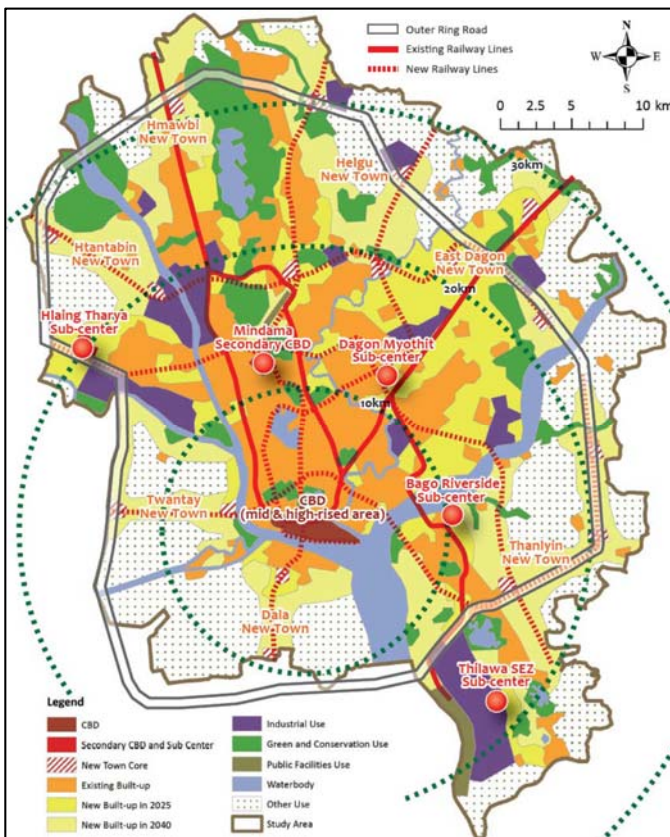 Outer Ring Road
Existing Railway Lines
New Railway Lines
N
W E
S
0 2.5 5 10 km
30km
Hmawbi
New Town
Helgu
New Town
Htantabin
New Town
East Dagon
New Town
20km
Hlaing Tharya
Sub-center
Mindama
Secondary CBD
Dagon Myothit
Sub-center
10km
Twantay
New Town
CBD
(mid & high-rised area)
Bago Riverside
Sub-center
Thanlyin
New Town
Dala
New Town
Thilawa SEZ
Sub-center
Legend
CBD
Secondary CBD and Sub Center
New Town Core
Existing Built-up
New Built-up in 2025
New Built-up in 2040
Industrial Use
Green and Conservation Use
Public Facilities Use
Waterbody
Other Use
Study Area